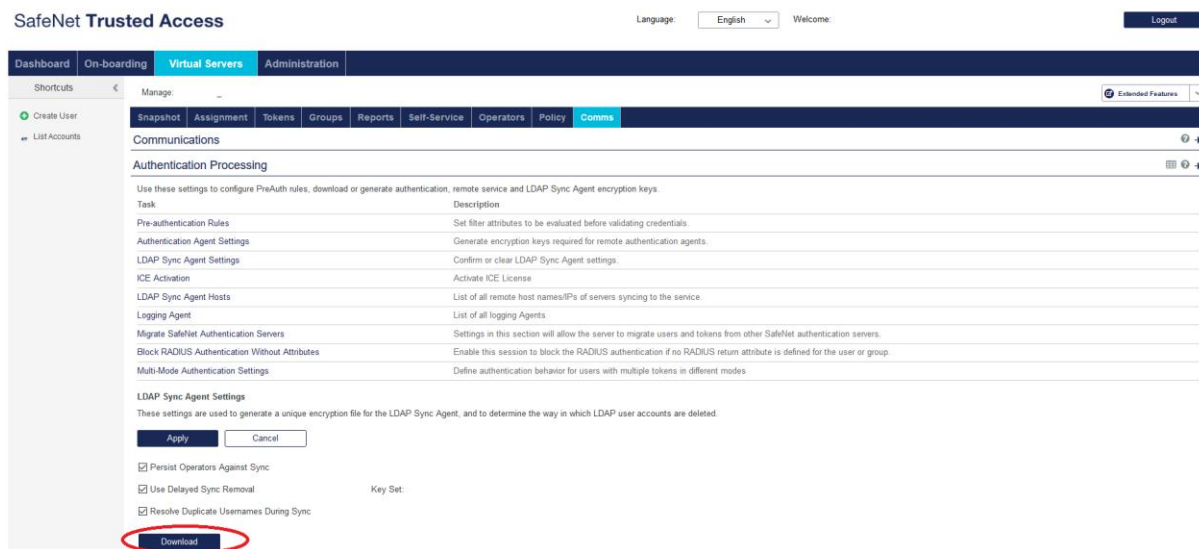 SafeNet Trusted Access
Language: English Welcome: Logout
Dashboard On-boarding Virtual Servers Administration
Shortcuts
Manage:
Extended Features
Create User
List Accounts
Snapshot Assignment Tokens Groups Reports Self-Service Operators Policy Comms
Communications
Authentication Processing
Use these settings to configure PreAuth rules, download or generate authentication, remote service and LDAP Sync Agent encryption keys.
Task Description
Pre-authentication Rules Set filter attributes to be evaluated before validating credentials.
Authentication Agent Settings Generate encryption keys required for remote authentication agents.
LDAP Sync Agent Settings Confirm or clear LDAP Sync Agent settings.
ICE Activation Activate ICE License
LDAP Sync Agent Hosts List of all remote host names/IPs of servers syncing to the service.
Logging Agent List of all logging Agents
Migrate SafeNet Authentication Servers Settings in this section will allow the server to migrate users and tokens from other SafeNet authentication servers.
Block RADIUS Authentication Without Attributes Enable this session to block the RADIUS authentication if no RADIUS return attribute is defined for the user or group.
Multi-Mode Authentication Settings Define authentication behavior for users with multiple tokens in different modes
LDAP Sync Agent Settings
These settings are used to generate a unique encryption file for the LDAP Sync Agent, and to determine the way in which LDAP user accounts are deleted.
Apply Cancel
Persist Operators Against Sync
Use Delayed Sync Removal Key Set:
Resolve Duplicate Usernames During Sync
Download